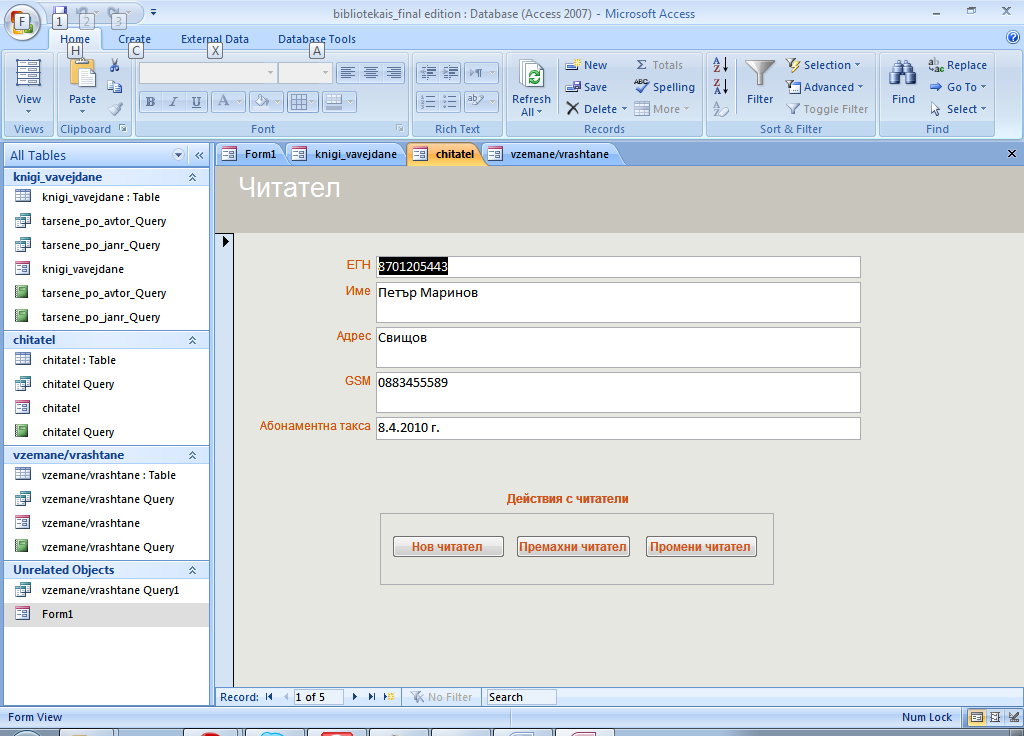 bibliotekais_final edition : Database (Access 2007) - Microsoft Access
1 2 3
Home Create External Data Database Tools
H C X A
View
Views
Paste
Clipboard
B I U A
Font
Rich Text
Refresh All
New
Save
Delete
Totals
Spelling
More
Records
Filter
Selection
Advanced
Toggle Filter
Sort & Filter
Find
Replace
Go To
Select
Find
All Tables
knigi_vavejdane
knigi_vavejdane : Table
tarsene_po_avtor_Query
tarsene_po_janr_Query
knigi_vavejdane
tarsene_po_avtor_Query
tarsene_po_janr_Query
chitatel
chitatel : Table
chitatel Query
chitatel
chitatel Query
vzemane/vrashtane
vzemane/vrashtane : Table
vzemane/vrashtane Query
vzemane/vrashtane
vzemane/vrashtane Query
Unrelated Objects
vzemane/vrashtane Query1
Form1
Form1 knigi_vavejdane chitatel vzemane/vrashtane
Читател
ЕГН 8701205443
Име Петър Маринов
Адрес Свищов
GSM 0883455589
Абонаментна такса 8.4.2010 г.
Действия с читатели
Нов читател Премахни читател Промени читател
Record: 1 of 5 No Filter Search
Form View Num Lock